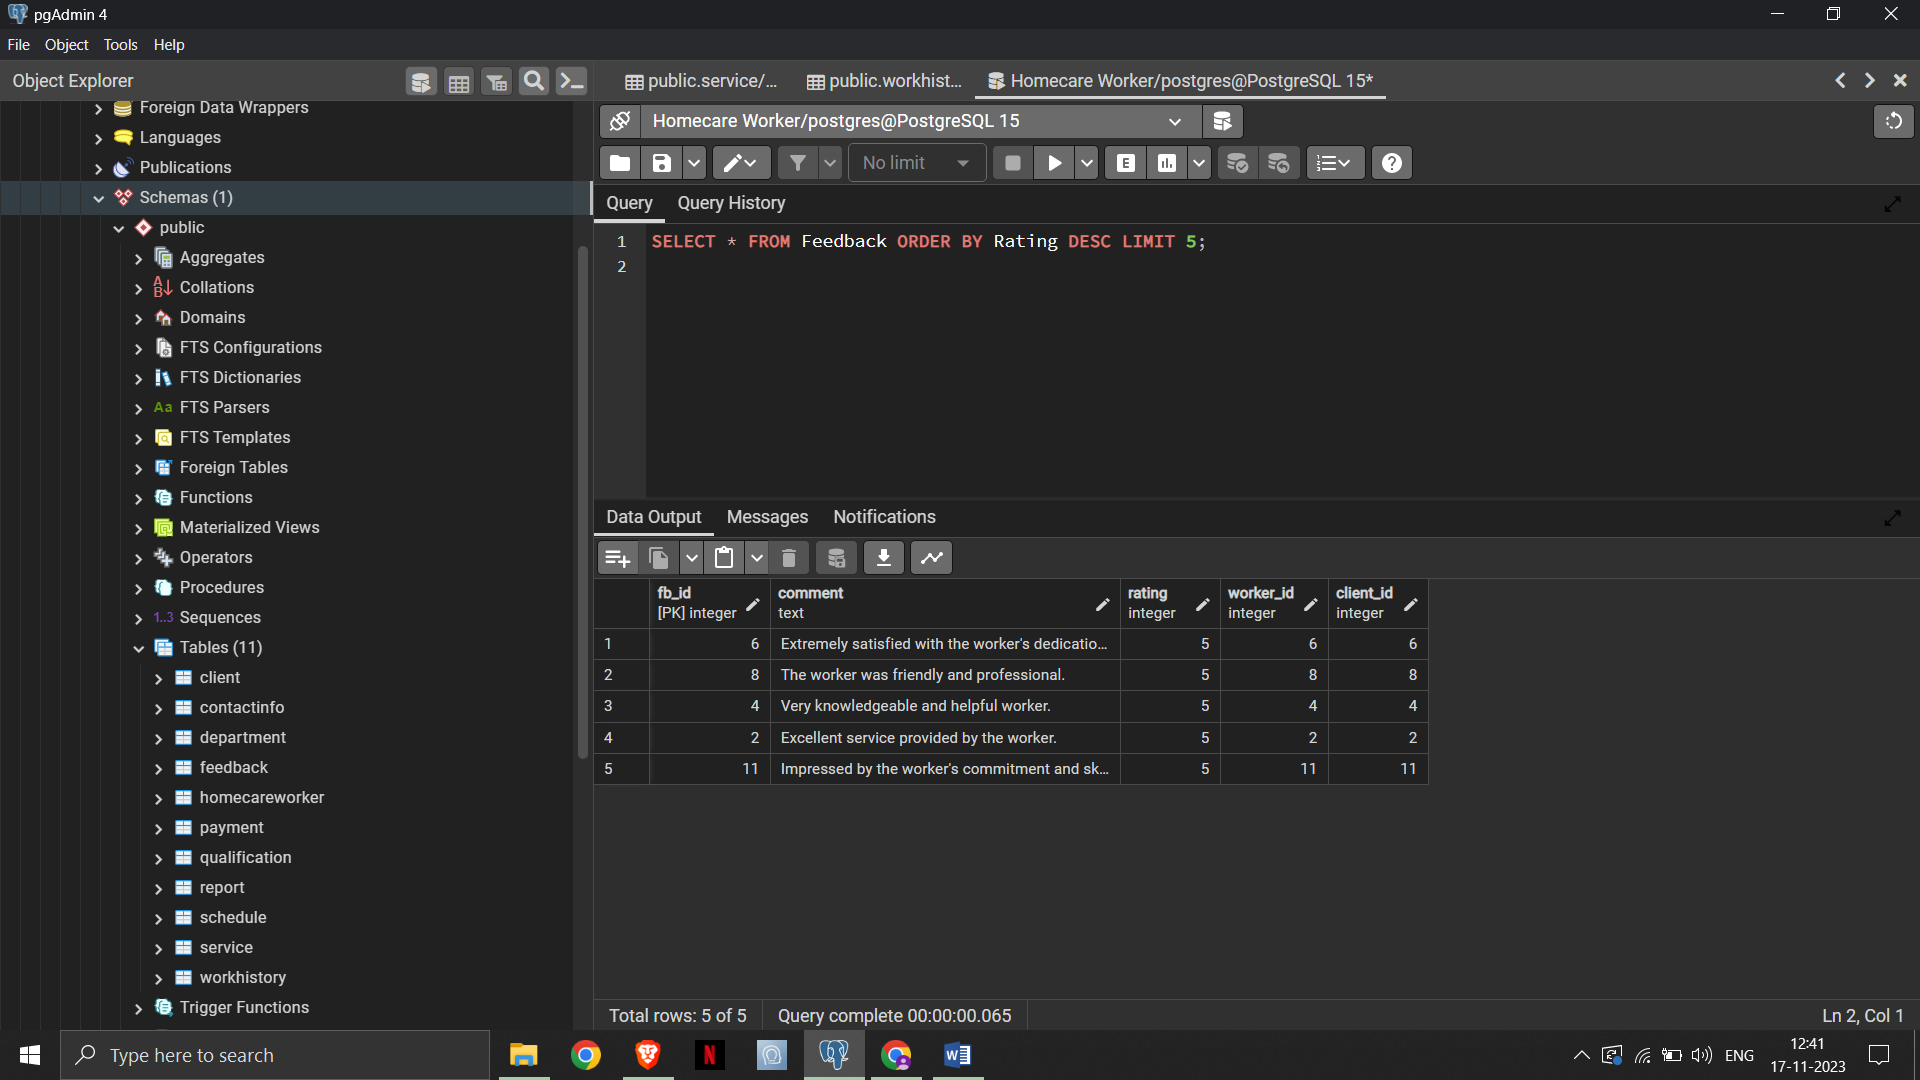 pgAdmin 4
File Object Tools Help
Object Explorer
public.service/...
public.workhist...
Homecare Worker/postgres@PostgreSQL 15*
Foreign Data Wrappers
Languages
Publications
Schemas (1)
public
Aggregates
Collations
Domains
FTS Configurations
FTS Dictionaries
Aa FTS Parsers
FTS Templates
Foreign Tables
Functions
Materialized Views
Operators
Procedures
1..3 Sequences
Tables (11)
client
contactinfo
department
feedback
homecareworker
payment
qualification
report
schedule
service
workhistory
Trigger Functions
Homecare Worker/postgres@PostgreSQL 15
No limit
E
Query Query History
1 SELECT * FROM Feedback ORDER BY Rating DESC LIMIT 5;
2
Data Output Messages Notifications
fb_id comment rating worker_id client_id
[PK] integer text integer integer integer
1 6 Extremely satisfied with the worker's dedicatio... 5 6 6
2 8 The worker was friendly and professional. 5 8 8
3 4 Very knowledgeable and helpful worker. 5 4 4
4 2 Excellent service provided by the worker. 5 2 2
5 11 Impressed by the worker's commitment and sk... 5 11 11
Total rows: 5 of 5 Query complete 00:00:00.065 Ln 2, Col 1
Type here to search
ENG
12:41
17-11-2023